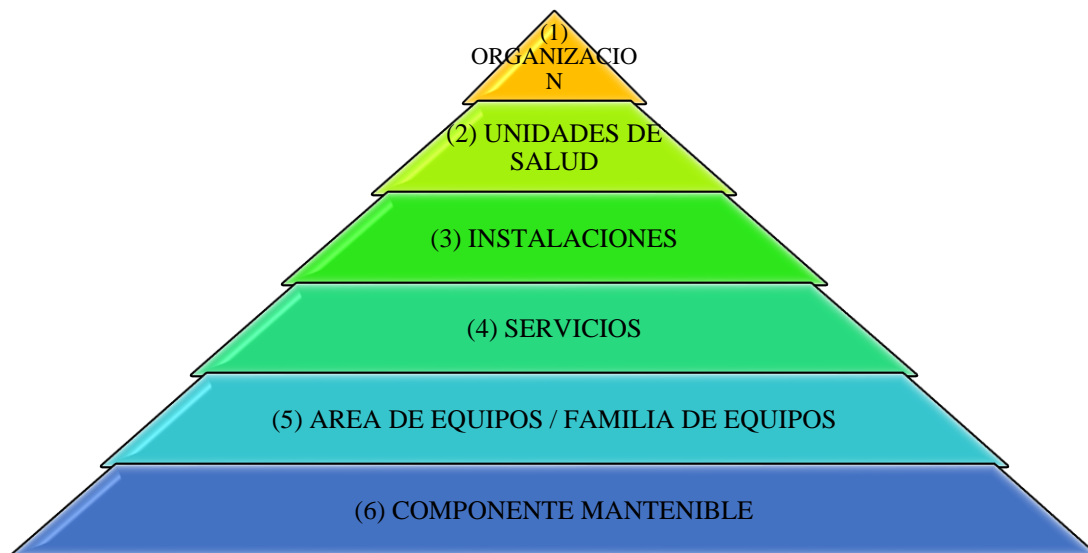 (1)
ORGANIZACIO
N
(2) UNIDADES DE
SALUD
(3) INSTALACIONES
(4) SERVICIOS
(5) AREA DE EQUIPOS / FAMILIA DE EQUIPOS
(6) COMPONENTE MANTENIBLE